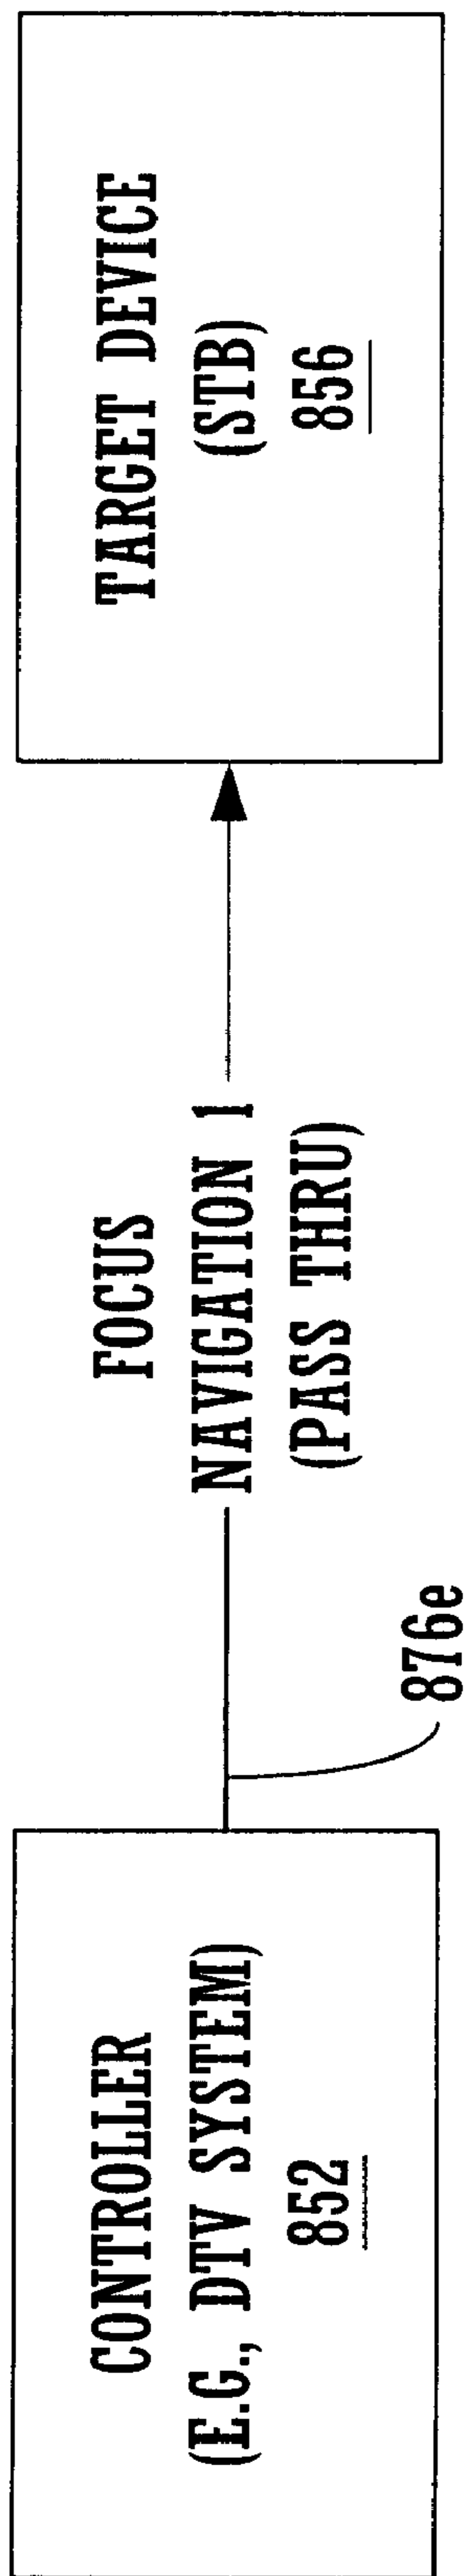 CONTROLLER
(E.G., DTV SYSTEM)
852
876e
FOCUS
NAVIGATION 1
(PASS THRU)
TARGET DEVICE
(STB)
856